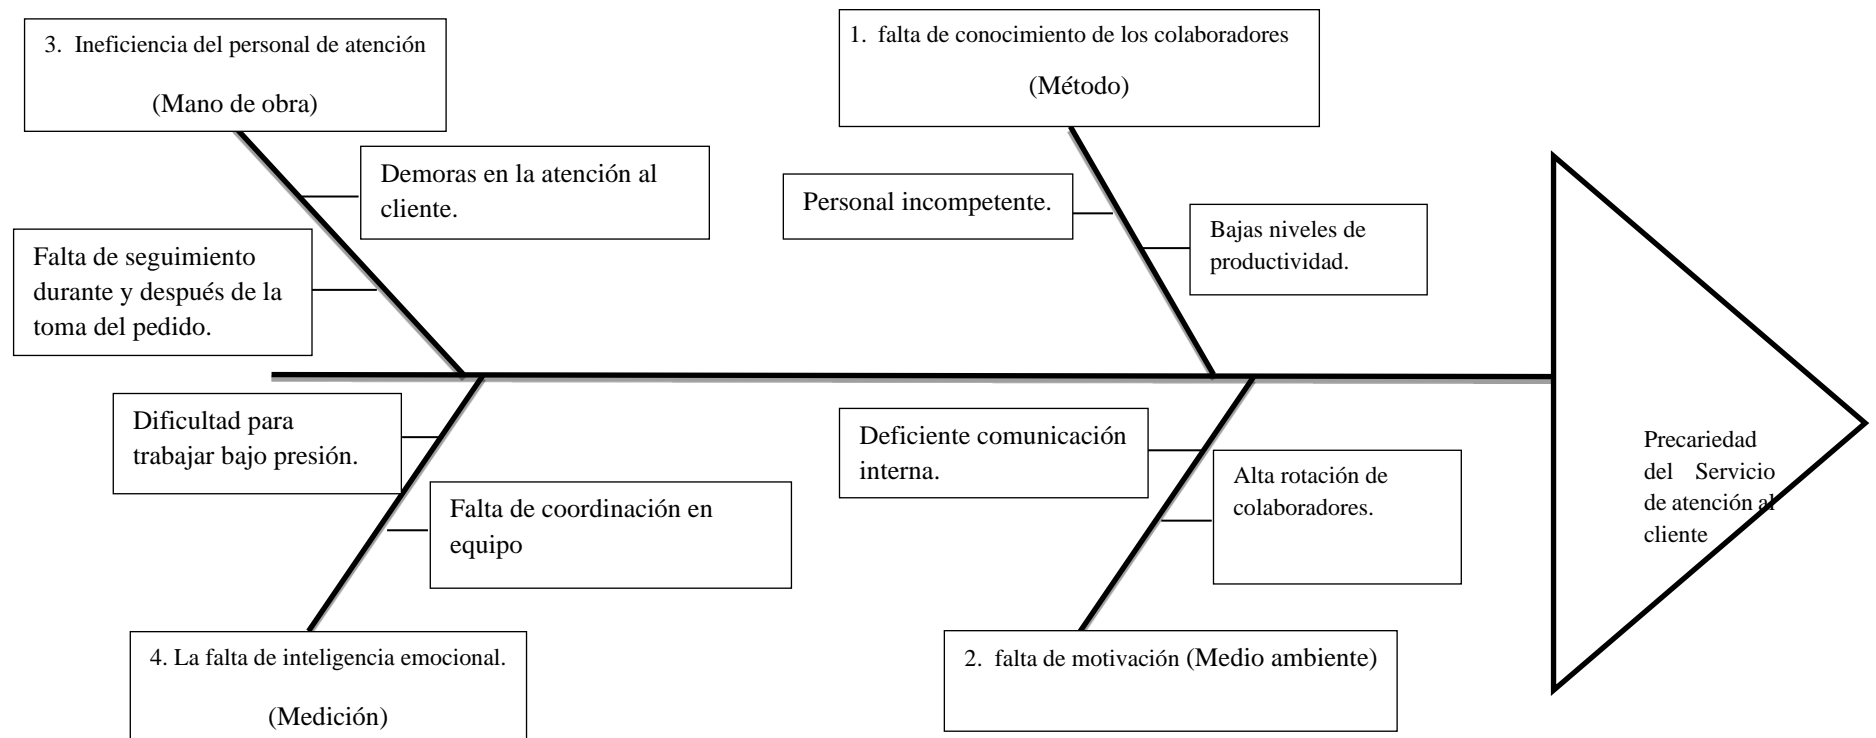 3. Ineficiencia del personal de atención
(Mano de obra)
1. falta de conocimiento de los colaboradores
(Método)
Demoras en la atención al
cliente.
Personal incompetente.
Bajas niveles de
productividad.
Falta de seguimiento
durante y después de la
toma del pedido.
Dificultad para
trabajar bajo presión.
Falta de coordinación en
equipo
Deficiente comunicación
interna.
Alta rotación de
colaboradores.
Precariedad
del Servicio
de atención al
cliente
4. La falta de inteligencia emocional.
(Medición)
2. falta de motivación (Medio ambiente)